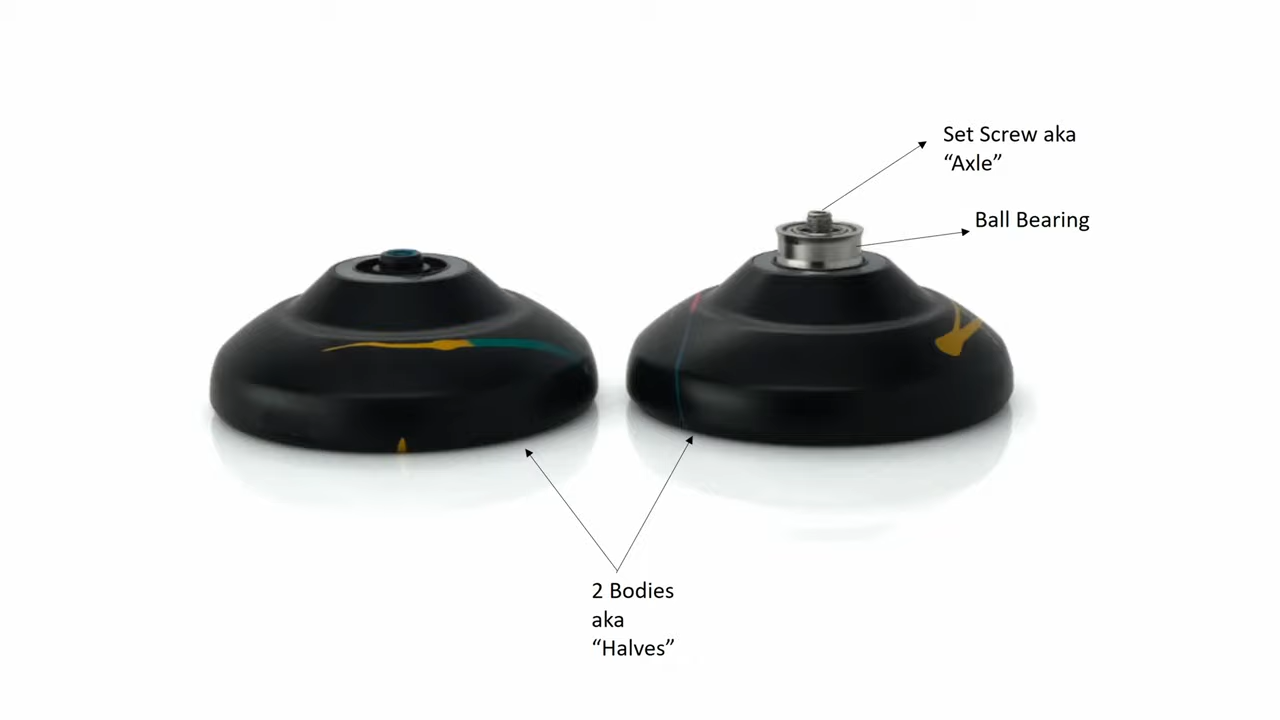 Set Screw aka
“Axle”
Ball Bearing
2 Bodies
aka
“Halves”